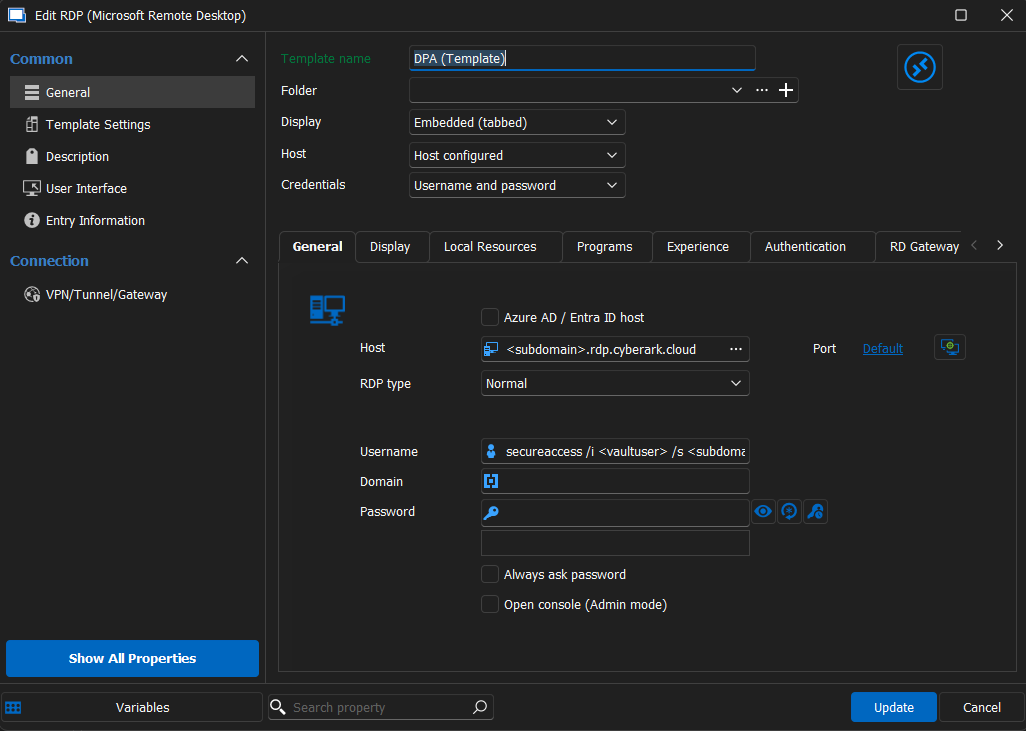 Edit RDP (Microsoft Remote Desktop)
Common
General
Template Settings
Description
User Interface
Entry Information
Connection
VPN/Tunnel/Gateway
Show All Properties
Template name DPA (Template)
Folder
Display Embedded (tabbed)
Host Host configured
Credentials Username and password
General Display Local Resources Programs Experience Authentication RD Gateway
Azure AD / Entra ID host
Host <subdomain>.rdp.cyberark.cloud ··· Port Default
RDP type Normal
Username secureaccess /i <vaultuser> /s <subdoma
Domain
Password
Always ask password
Open console (Admin mode)
Variables Search property Update Cancel